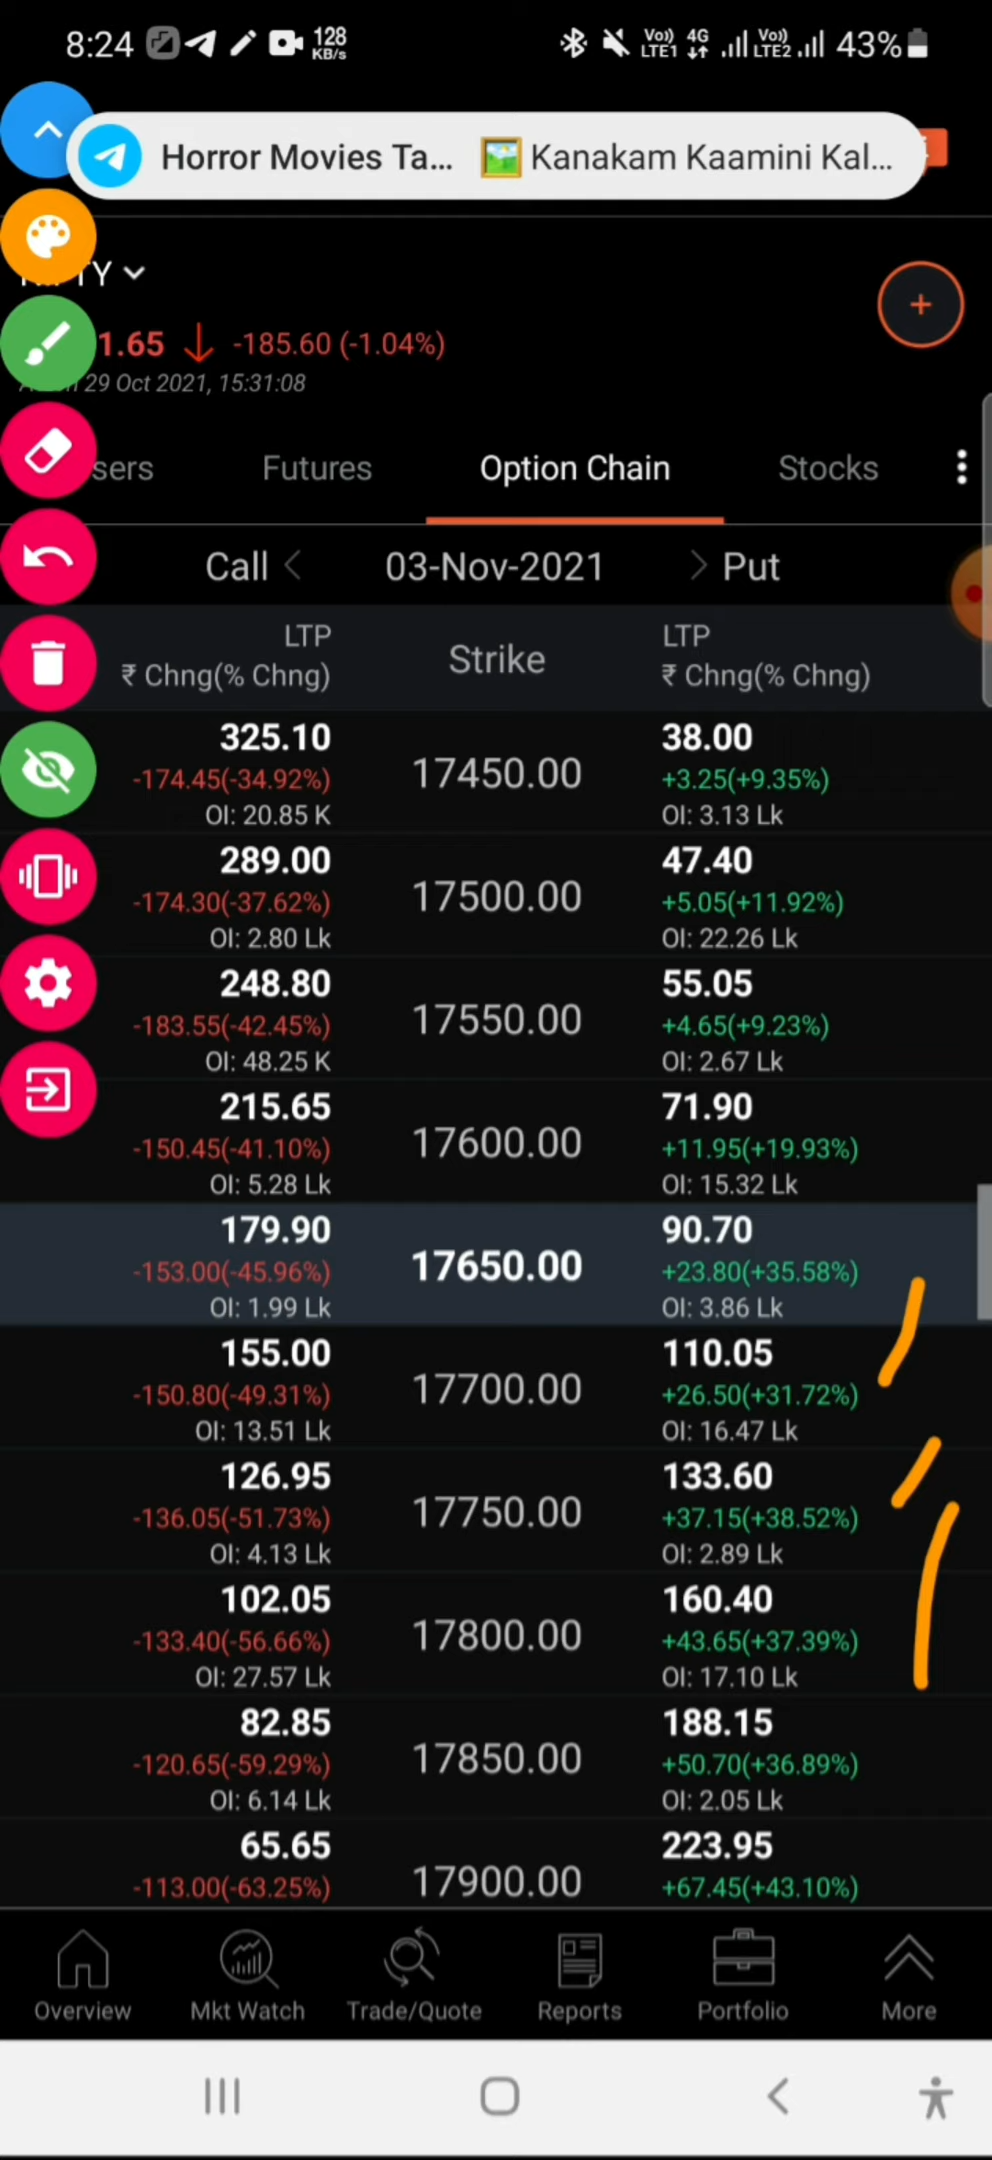 8:24 128 KB/s Vo)) LTE1 4G Vo)) LTE2 43%
Horror Movies Ta... Kanakam Kaamini Kal...
TY
1.65 -185.60 (-1.04%)
29 Oct 2021, 15:31:08
sers Futures Option Chain Stocks
Call 03-Nov-2021 Put
LTP Strike LTP
₹ Chng(% Chng) ₹ Chng(% Chng)
325.10 17450.00 38.00
-174.45(-34.92%) +3.25(+9.35%)
OI: 20.85 K OI: 3.13 Lk
289.00 17500.00 47.40
-174.30(-37.62%) +5.05(+11.92%)
OI: 2.80 Lk OI: 22.26 Lk
248.80 17550.00 55.05
-183.55(-42.45%) +4.65(+9.23%)
OI: 48.25 K OI: 2.67 Lk
215.65 17600.00 71.90
-150.45(-41.10%) +11.95(+19.93%)
OI: 5.28 Lk OI: 15.32 Lk
179.90 17650.00 90.70
-153.00(-45.96%) +23.80(+35.58%)
OI: 1.99 Lk OI: 3.86 Lk
155.00 17700.00 110.05
-150.80(-49.31%) +26.50(+31.72%)
OI: 13.51 Lk OI: 16.47 Lk
126.95 17750.00 133.60
-136.05(-51.73%) +37.15(+38.52%)
OI: 4.13 Lk OI: 2.89 Lk
102.05 17800.00 160.40
-133.40(-56.66%) +43.65(+37.39%)
OI: 27.57 Lk OI: 17.10 Lk
82.85 17850.00 188.15
-120.65(-59.29%) +50.70(+36.89%)
OI: 6.14 Lk OI: 2.05 Lk
65.65 17900.00 223.95
-113.00(-63.25%) +67.45(+43.10%)
Overview Mkt Watch Trade/Quote Reports Portfolio More